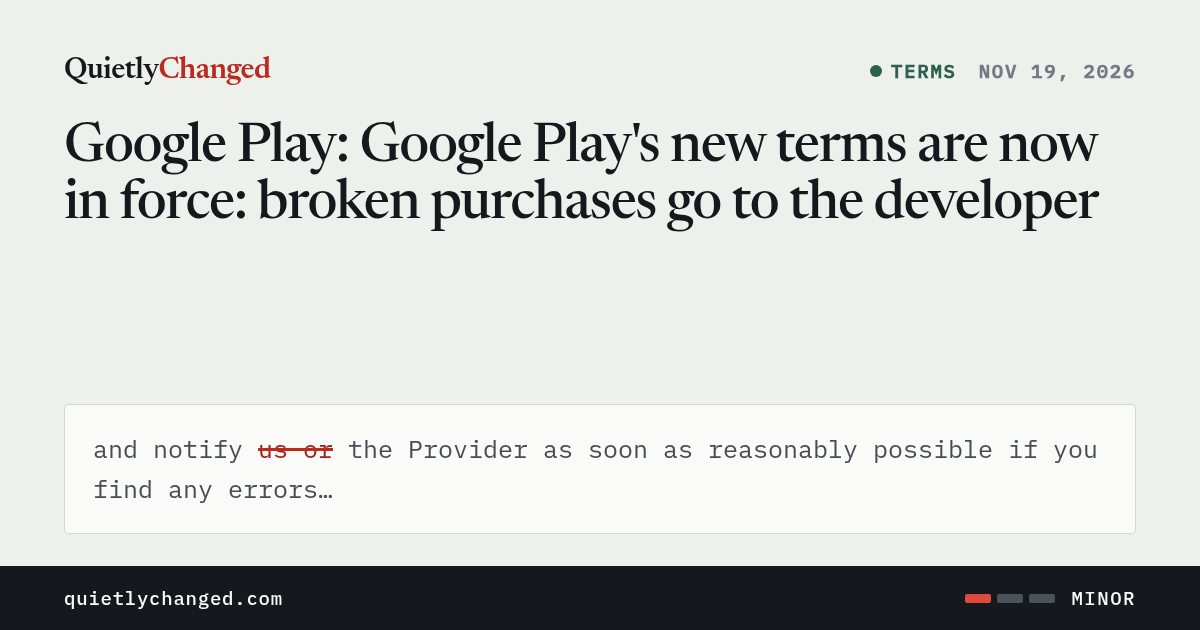 QuietlyChanged
TERMS NOV 19, 2026
Google Play: Google Play's new terms are now
in force: broken purchases go to the developer
and notify us or the Provider as soon as reasonably possible if you
find any errors…
quietlychanged.com
MINOR